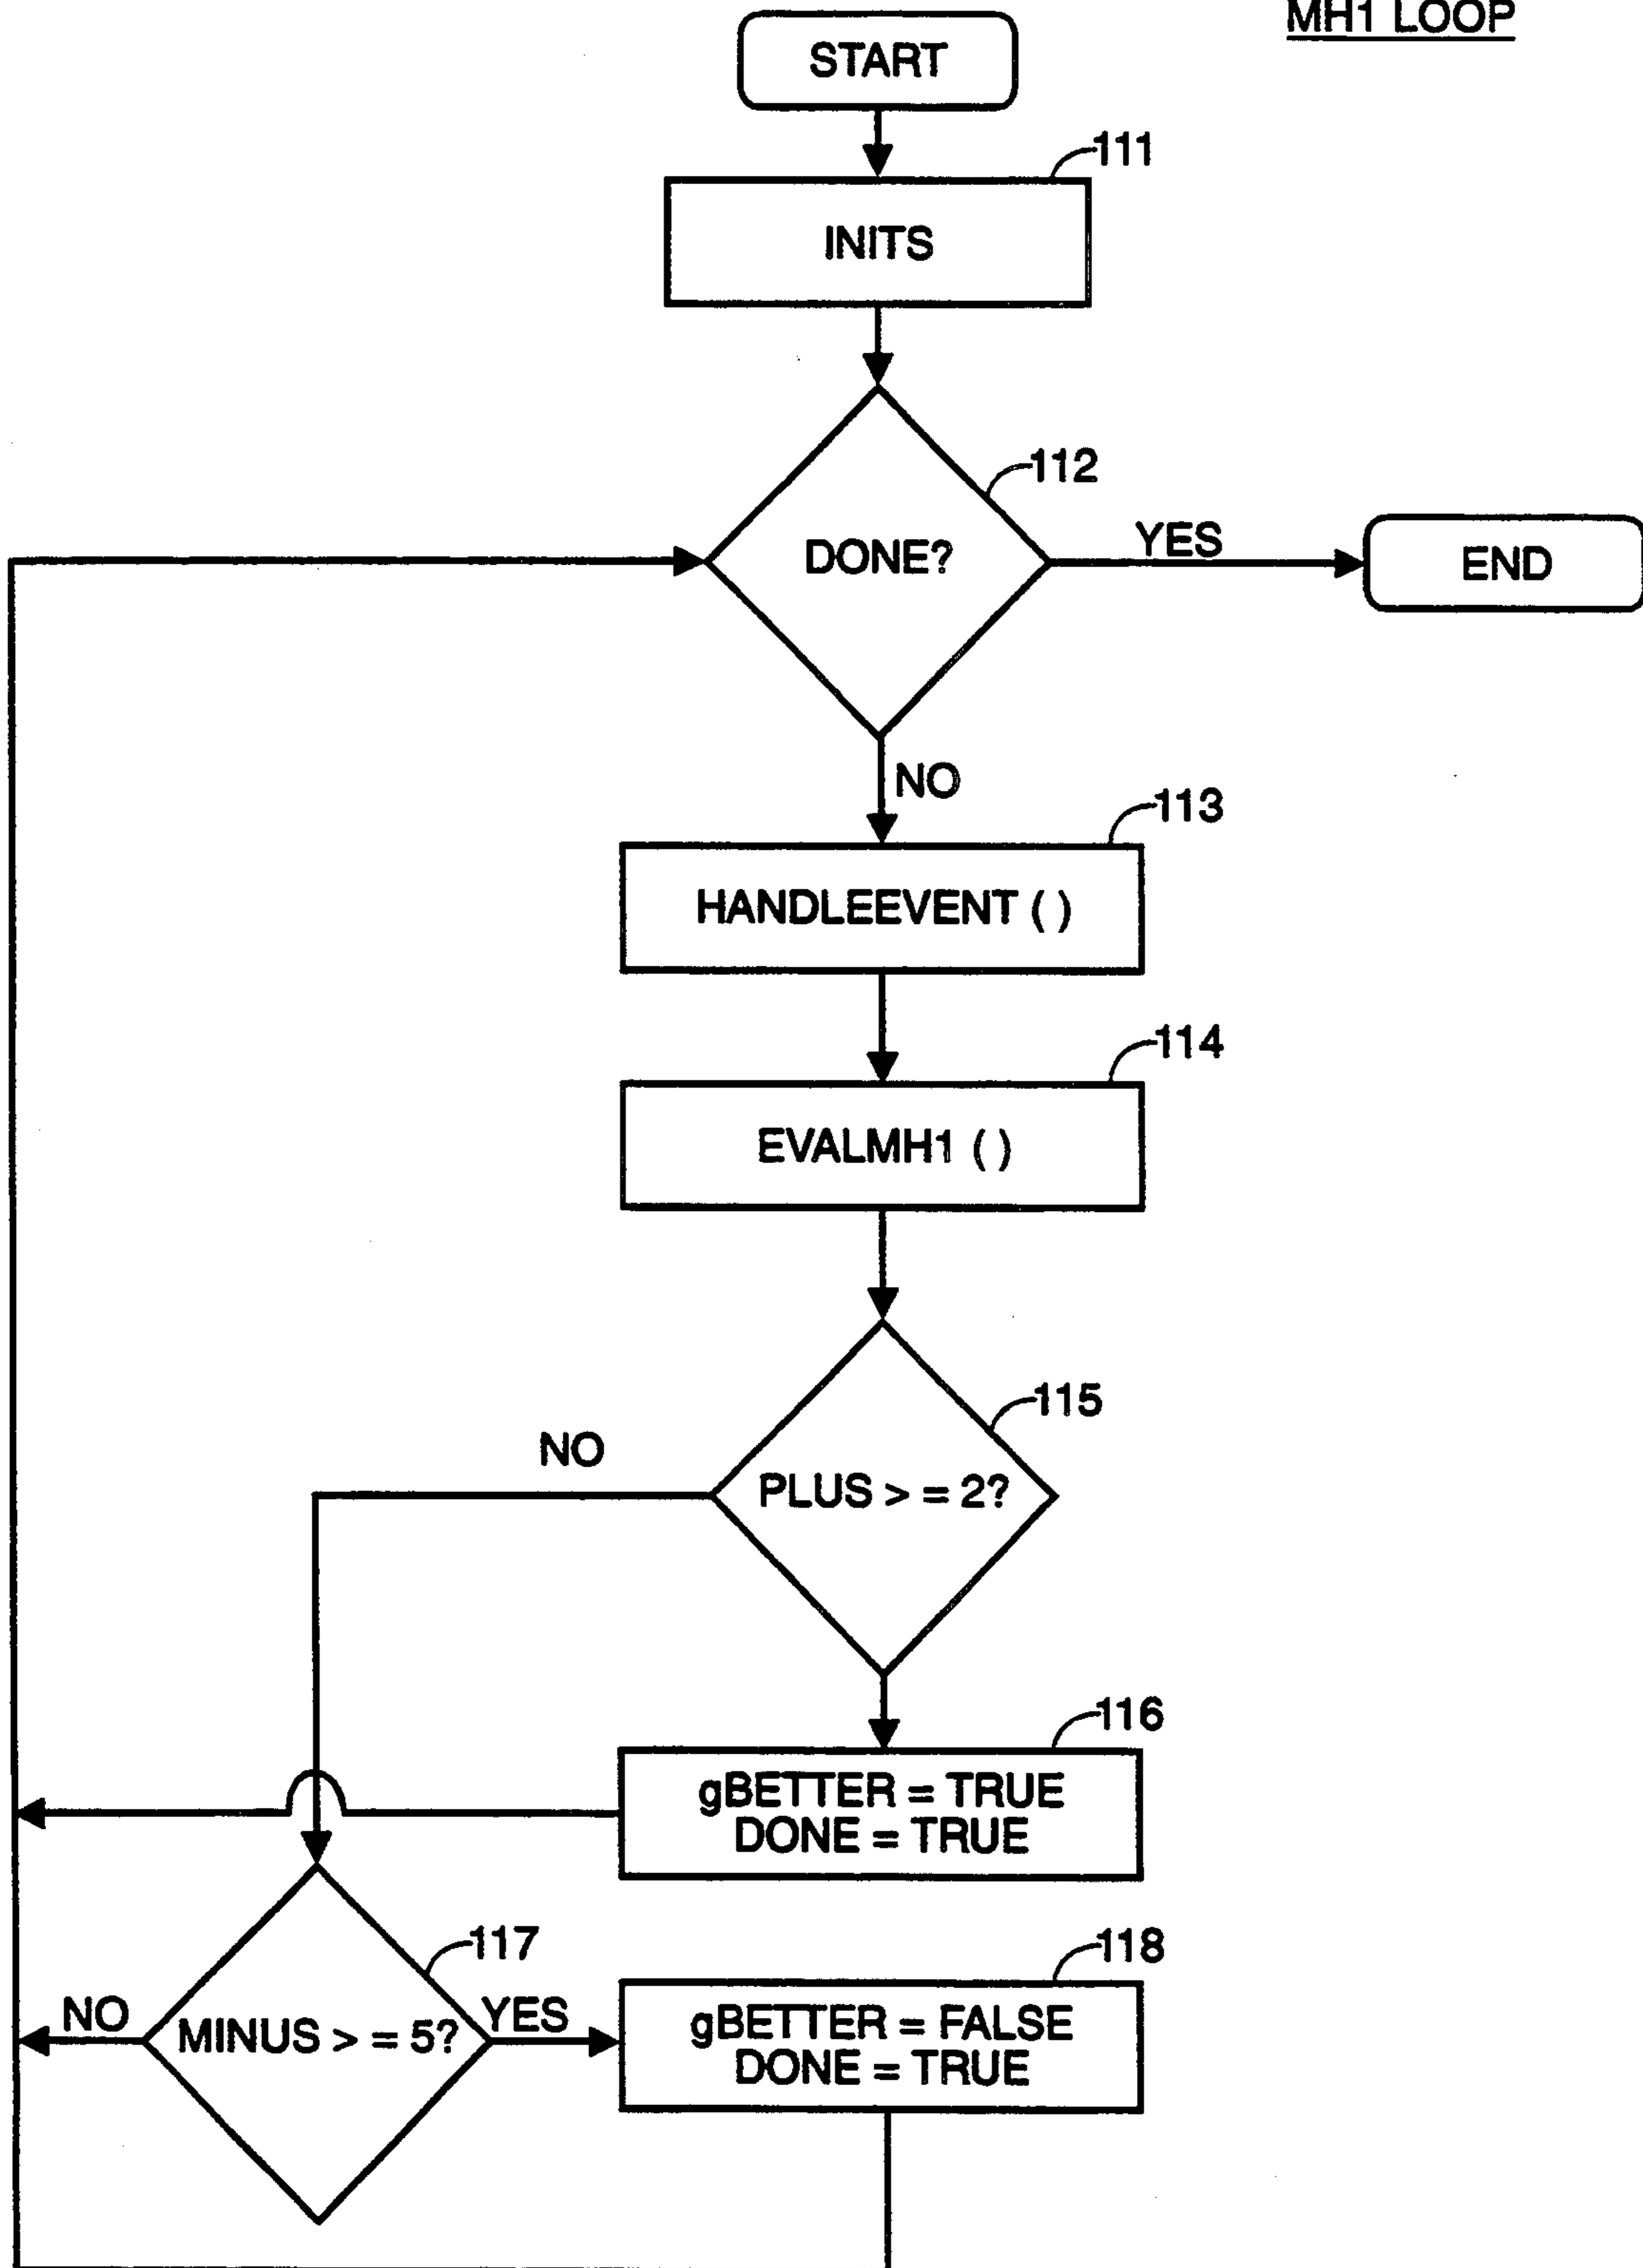 MH1 LOOP
START
111
INITS
112
DONE?
YES
END
NO
113
HANDLEEVENT ( )
114
EVALMH1 ( )
115
NO
PLUS > = 2?
116
gBETTER = TRUE
DONE = TRUE
117
118
NO
MINUS > = 5?
YES
gBETTER = FALSE
DONE = TRUE